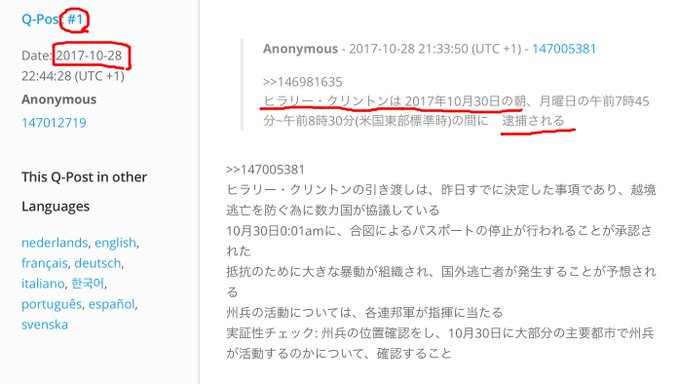 Q-Post #1
Date: 2017-10-28
22:44:28 (UTC +1)
Anonymous
147012719
This Q-Post in other
Languages
nederlands, english,
français, deutsch,
italiano, 한국어,
português, español,
svenska
Anonymous - 2017-10-28 21:33:50 (UTC +1) - 147005381
>>146981635
ヒラリー・クリントンは 2017年10月30日の朝、月曜日の午前7時45
分~午前8時30分(米国東部標準時)の間に 逮捕される
>>147005381
ヒラリー・クリントンの引き渡しは、昨日すでに決定した事項であり、越境
逃亡を防ぐ為に数カ国が協議している
10月30日0:01amに、合図によるパスポートの停止が行われることが承認さ
れた
抵抗のために大きな暴動が組織され、国外逃亡者が発生することが予想され
る
州兵の活動については、各連邦軍が指揮に当たる
実証性チェック: 州兵の位置確認をし、10月30日に大部分の主要都市で州兵
が活動するのかについて、確認すること